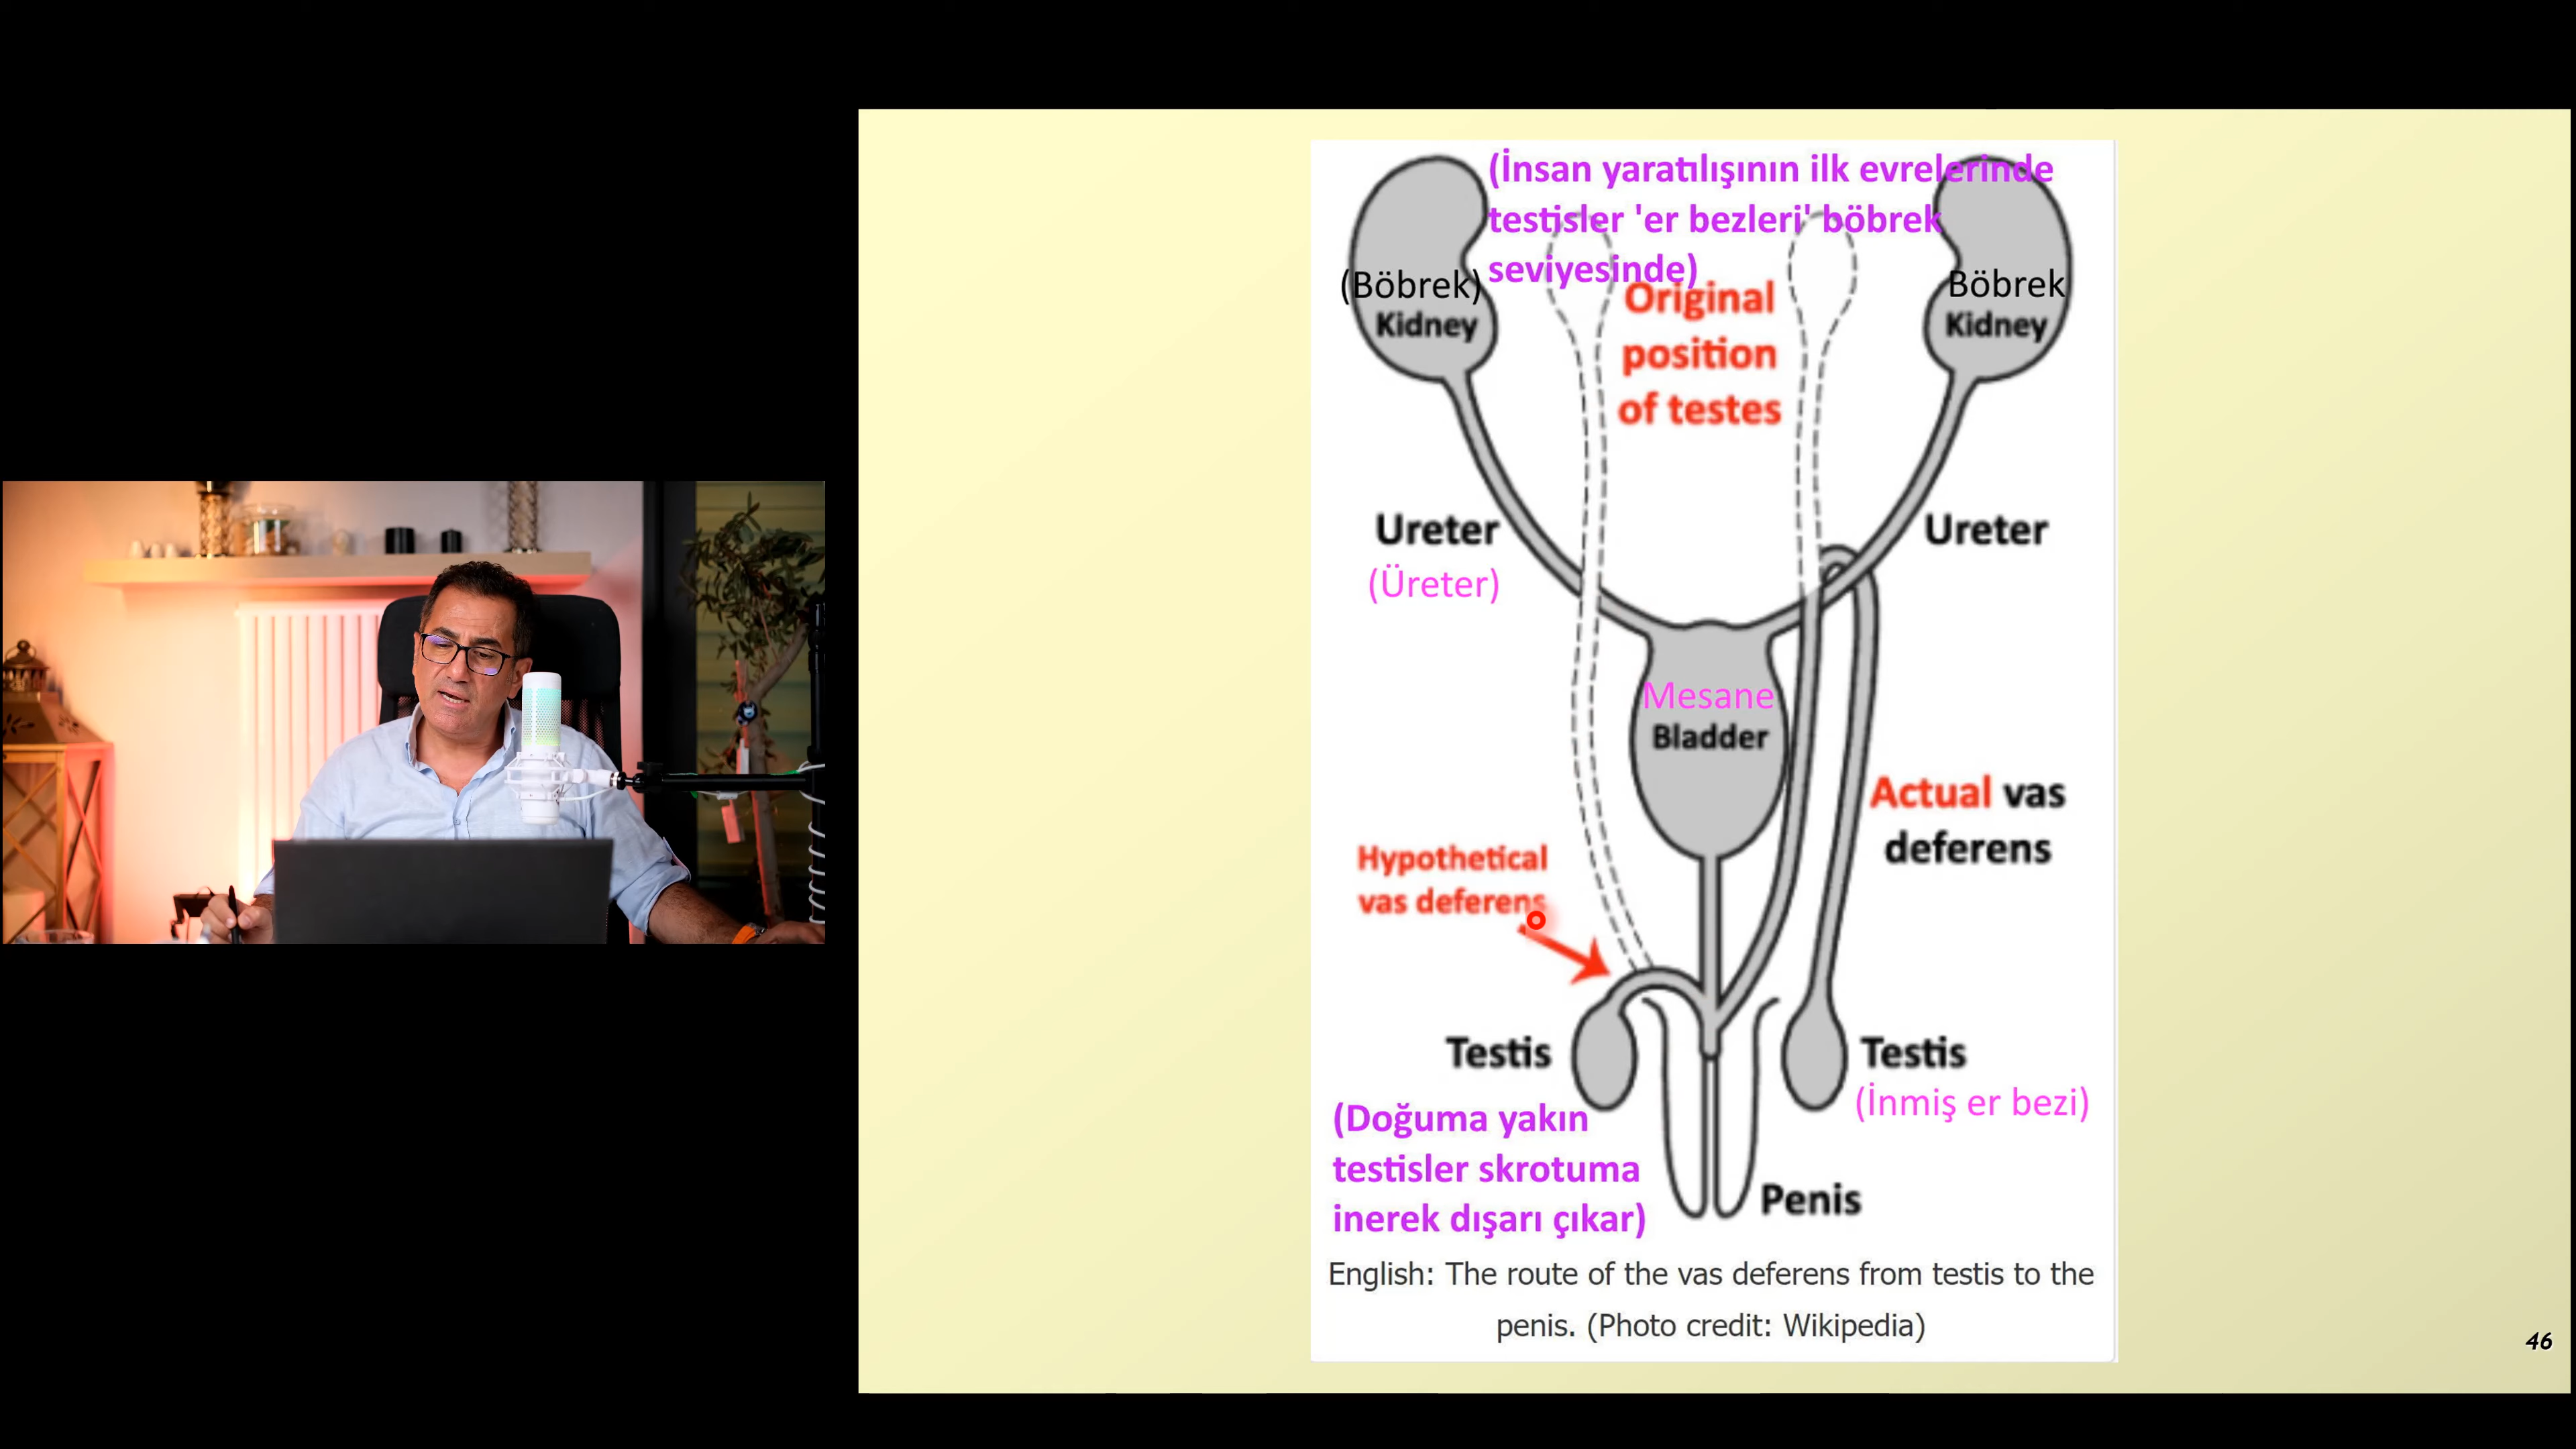 (İnsan yaratılışının ilk evrelerinde
testisler 'er bezleri' böbrek
seviyesinde)
(Böbrek)
Kidney
Böbrek
Kidney
Original
position
of testes
Ureter
(Üreter)
Ureter
Mesane
Bladder
Actual vas
deferens
Hypothetical
vas deferens
Testis
Testis
(İnmiş er bezi)
(Doğuma yakın
testisler skrotuma
inerek dışarı çıkar)
Penis
English: The route of the vas deferens from testis to the
penis. (Photo credit: Wikipedia)
46